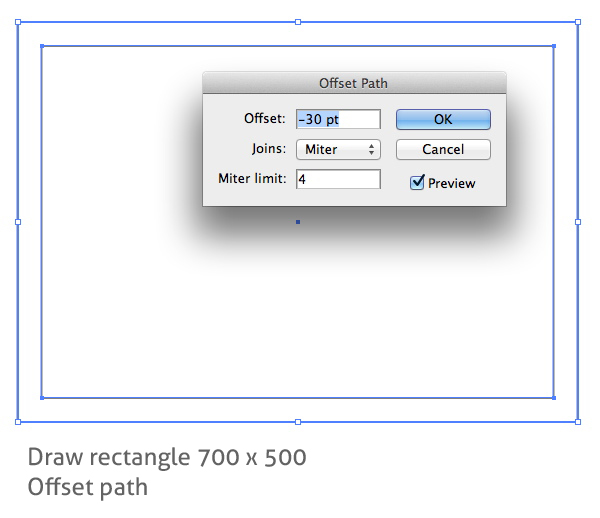 Offset Path
Offset: -30 pt OK
Joins: Miter Cancel
Miter limit: 4 Preview
Draw rectangle 700 x 500
Offset path